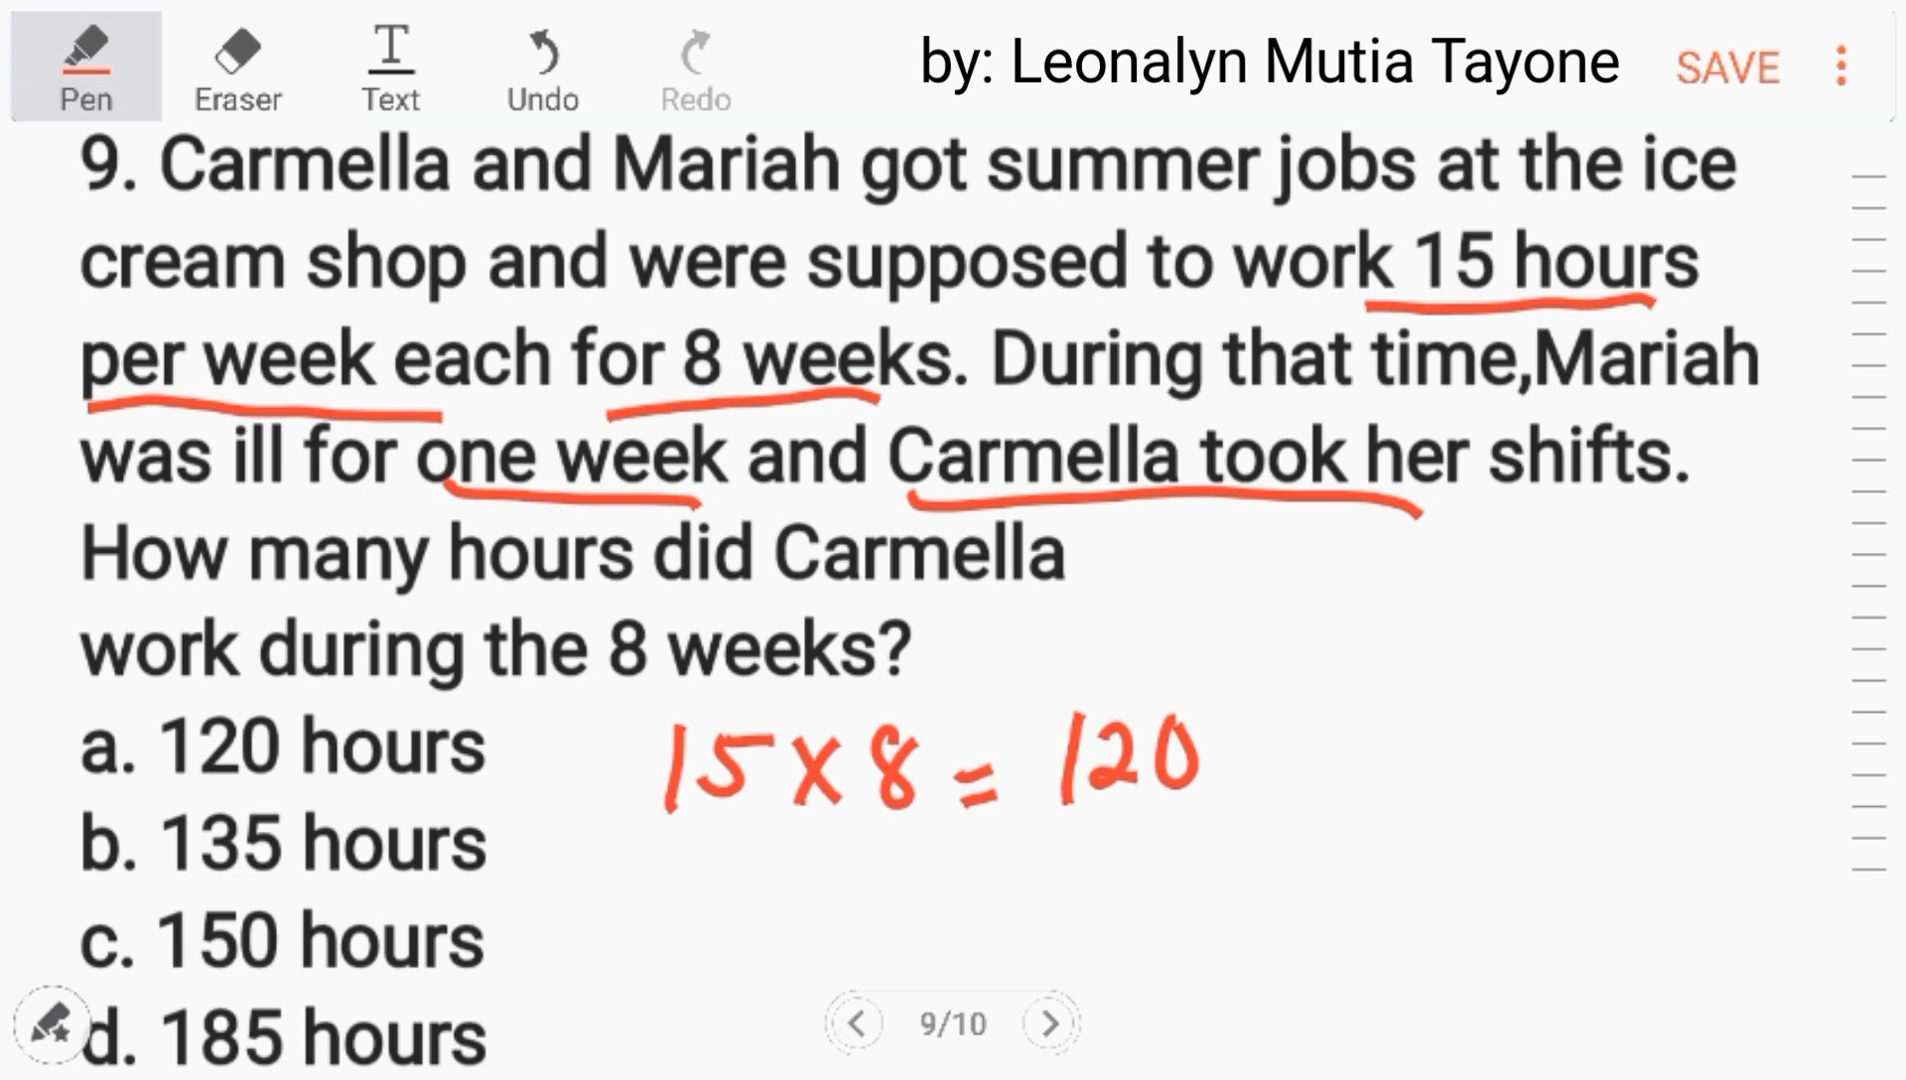 Pen Eraser Text Undo Redo by: Leonalyn Mutia Tayone SAVE
9. Carmella and Mariah got summer jobs at the ice
cream shop and were supposed to work 15 hours
per week each for 8 weeks. During that time,Mariah
was ill for one week and Carmella took her shifts.
How many hours did Carmella
work during the 8 weeks?
a. 120 hours
15 x 8 = 120
b. 135 hours
c. 150 hours
d. 185 hours
9/10